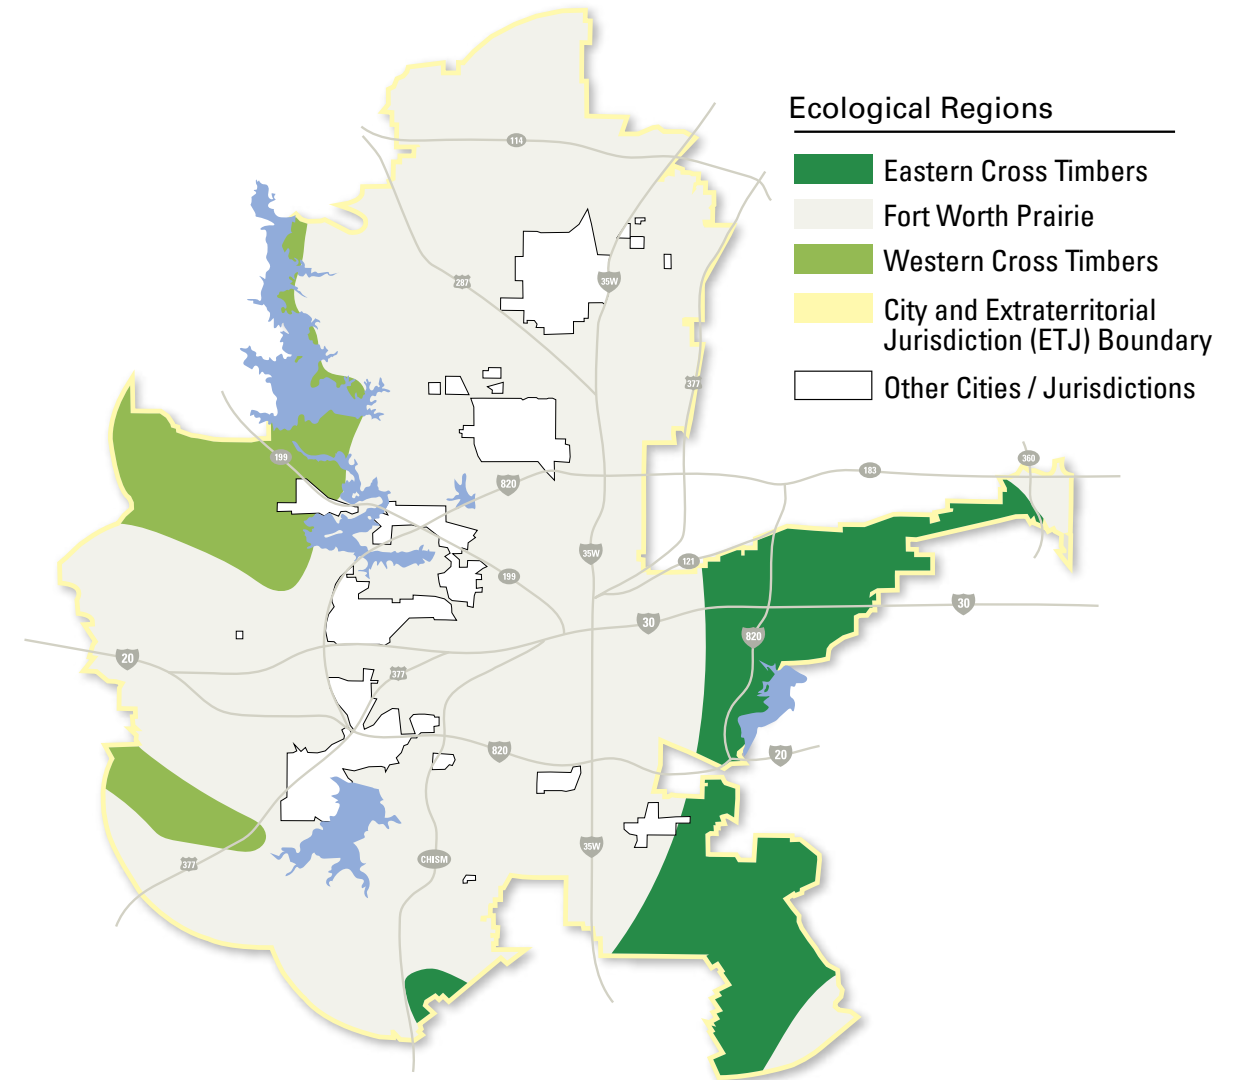 Ecological Regions
Eastern Cross Timbers
Fort Worth Prairie
Western Cross Timbers
City and Extraterritorial
Jurisdiction (ETJ) Boundary
Other Cities / Jurisdictions
114
287
35W
377
199
820
183
360
35W
121
199
30
30
820
20
377
820
20
35W
CHISM
377